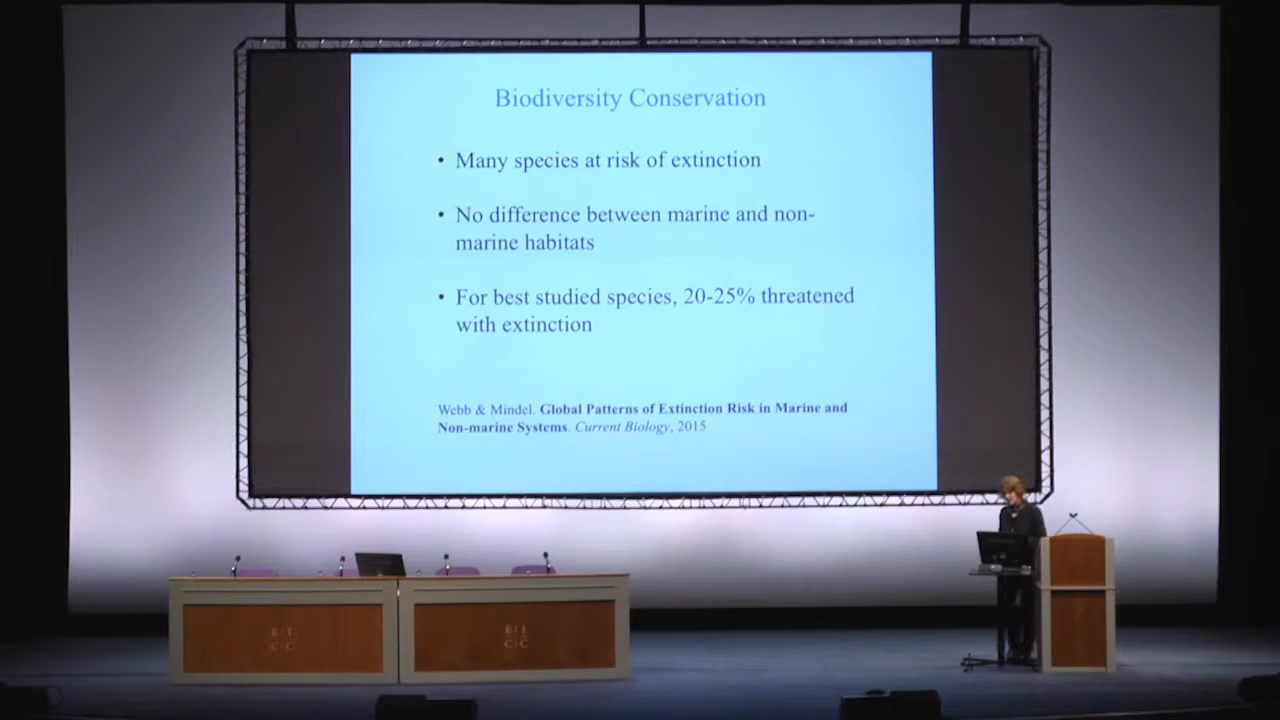 Biodiversity Conservation
• Many species at risk of extinction
• No difference between marine and non-
marine habitats
• For best studied species, 20-25% threatened
with extinction
Webb & Mindel. Global Patterns of Extinction Risk in Marine and
Non-marine Systems. Current Biology, 2015
E|I
C|C
E|I
C|C